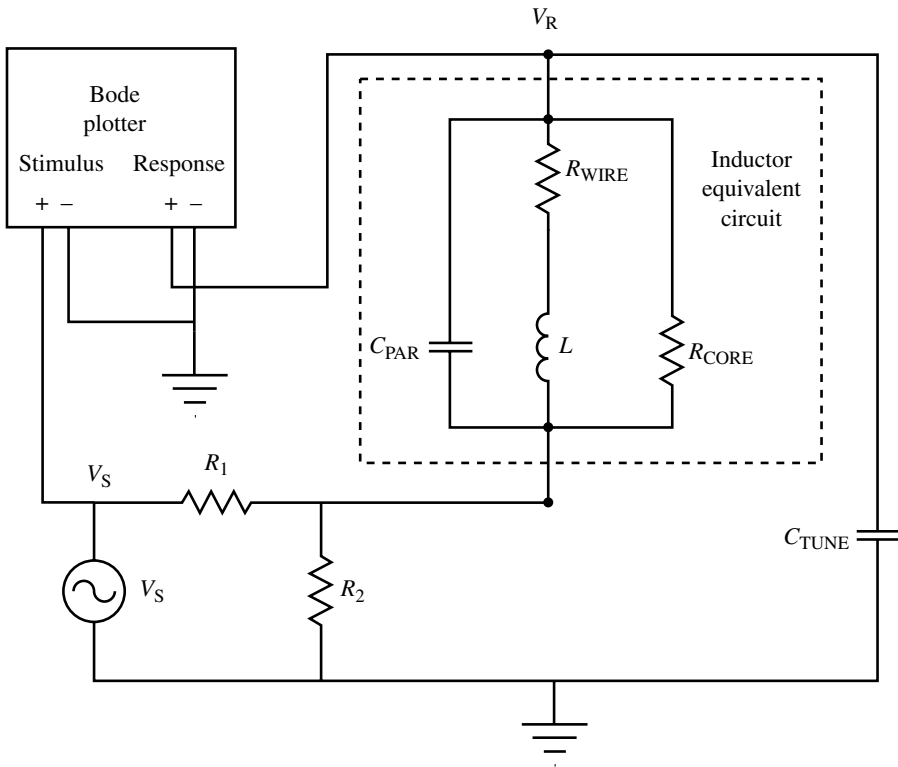 V_R
Bode
plotter
Stimulus Response
+ − + −
R_WIRE
Inductor
equivalent
circuit
C_PAR
L
R_CORE
V_S
R_1
C_TUNE
V_S
R_2